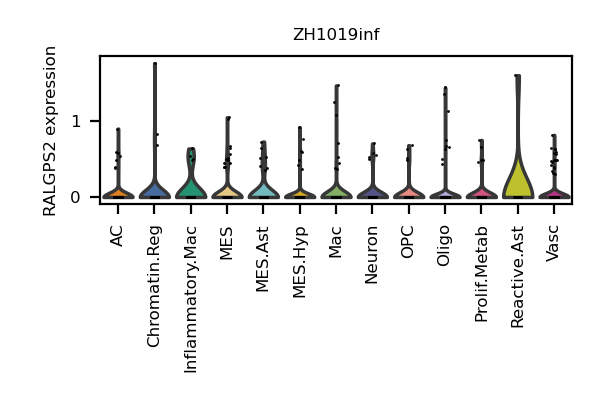 ZH1019inf
RALGPS2 expression
1
0
AC
Chromatin.Reg
Inflammatory.Mac
MES
MES.Ast
MES.Hyp
Mac
Neuron
OPC
Oligo
Prolif.Metab
Reactive.Ast
Vasc